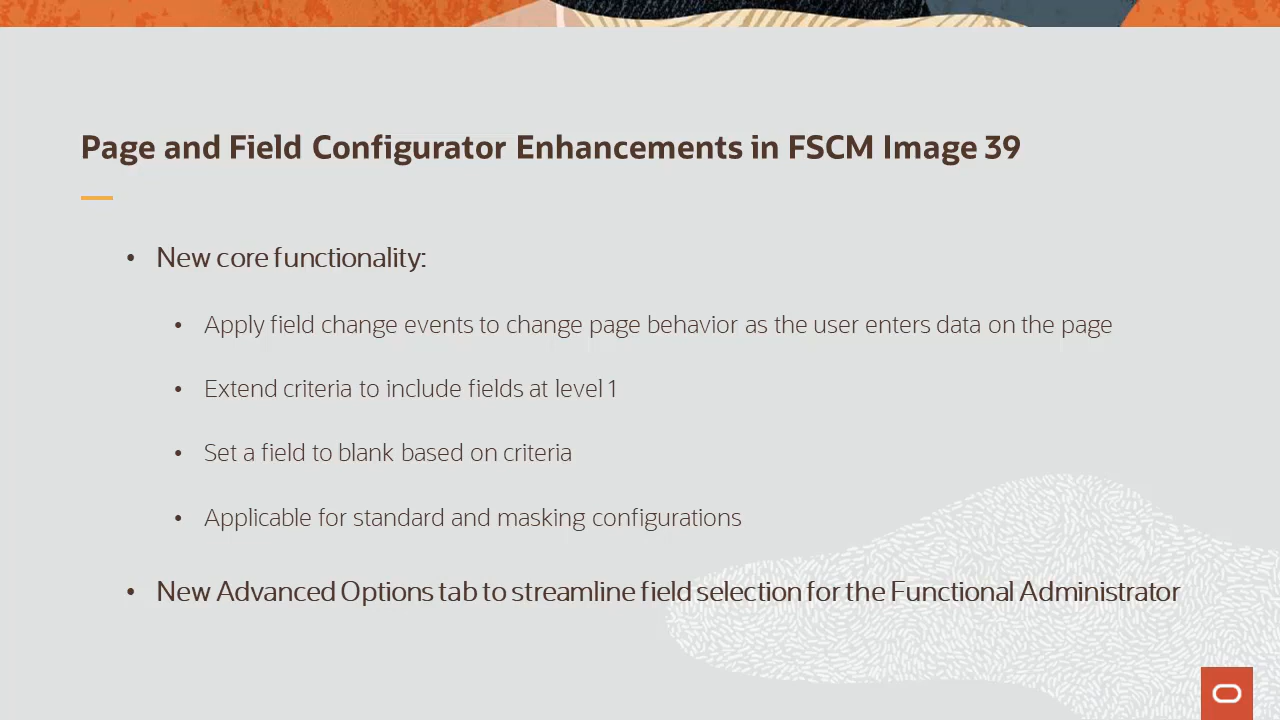 Page and Field Configurator Enhancements in FSCM Image 39
• New core functionality:
• Apply field change events to change page behavior as the user enters data on the page
• Extend criteria to include fields at level 1
• Set a field to blank based on criteria
• Applicable for standard and masking configurations
• New Advanced Options tab to streamline field selection for the Functional Administrator